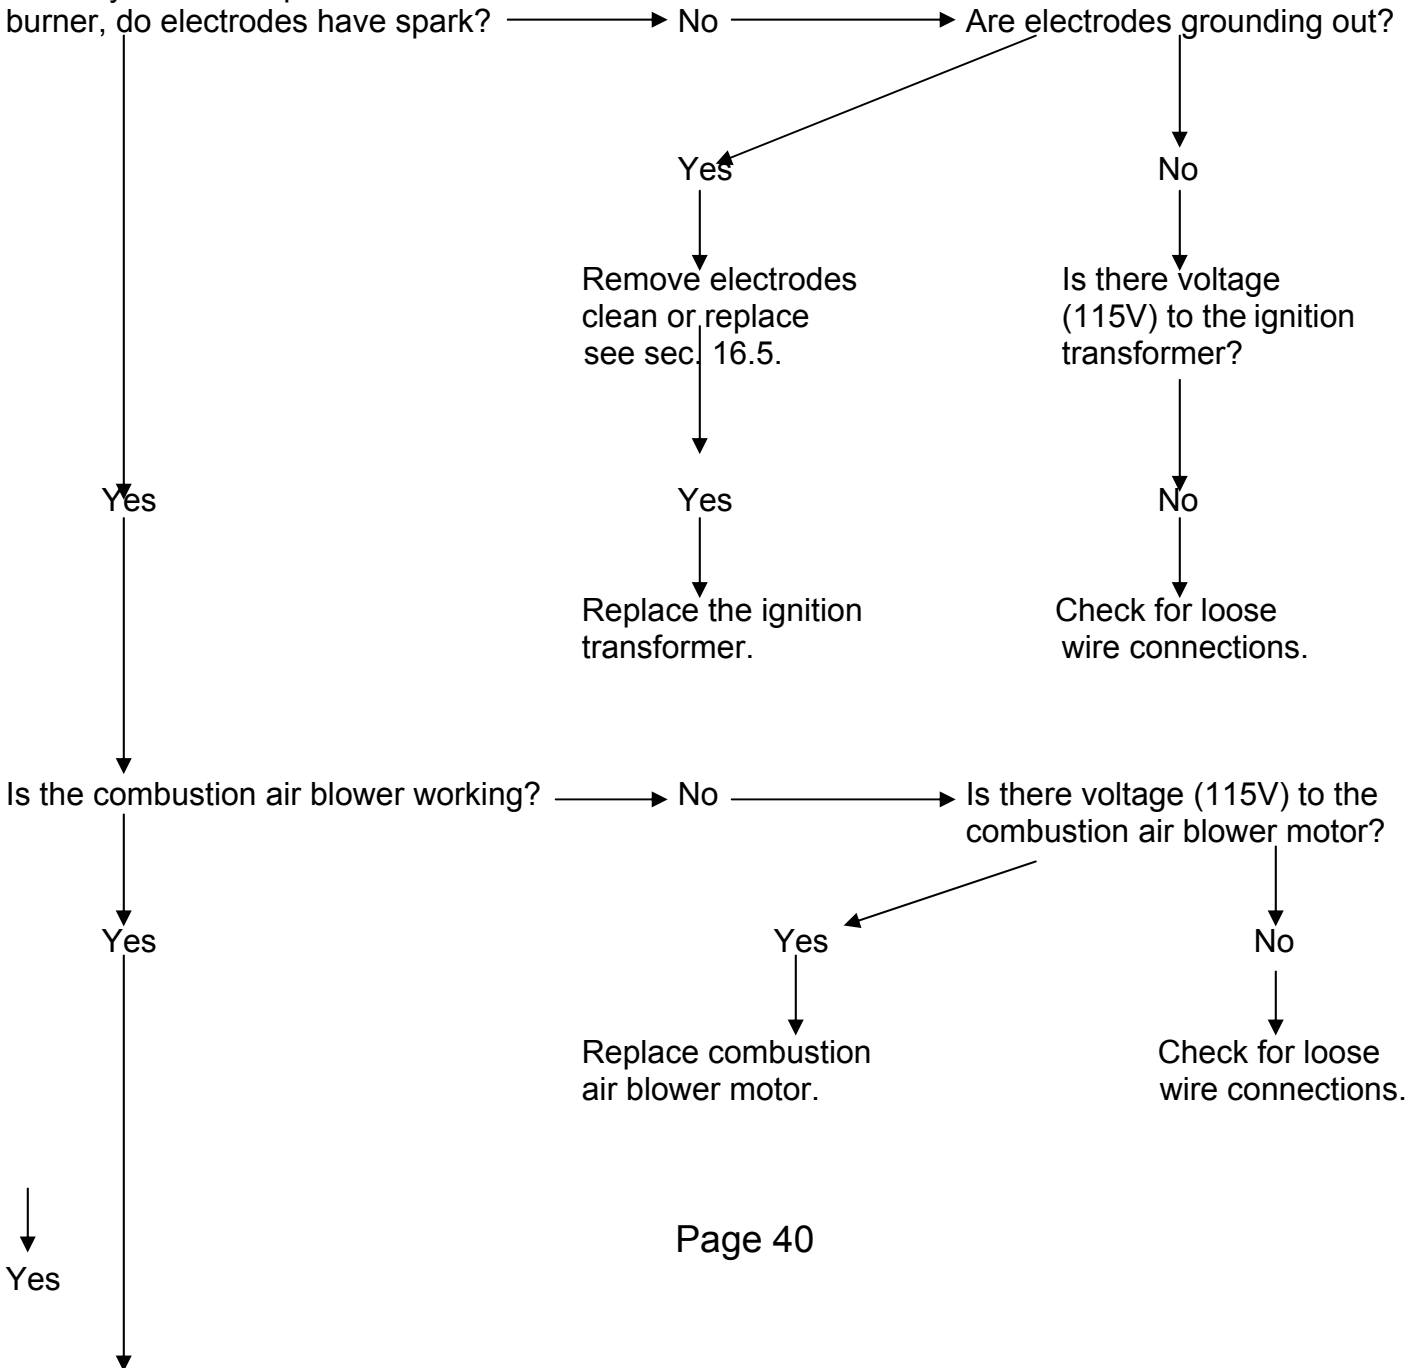 burner, do electrodes have spark? No Are electrodes grounding out?
Yes No
Remove electrodes
clean or replace
see sec. 16.5.
Is there voltage
(115V) to the ignition
transformer?
Yes Yes No
Replace the ignition
transformer.
Check for loose
wire connections.
Is the combustion air blower working? No Is there voltage (115V) to the
combustion air blower motor?
Yes Yes No
Replace combustion
air blower motor.
Check for loose
wire connections.
Page 40
Yes